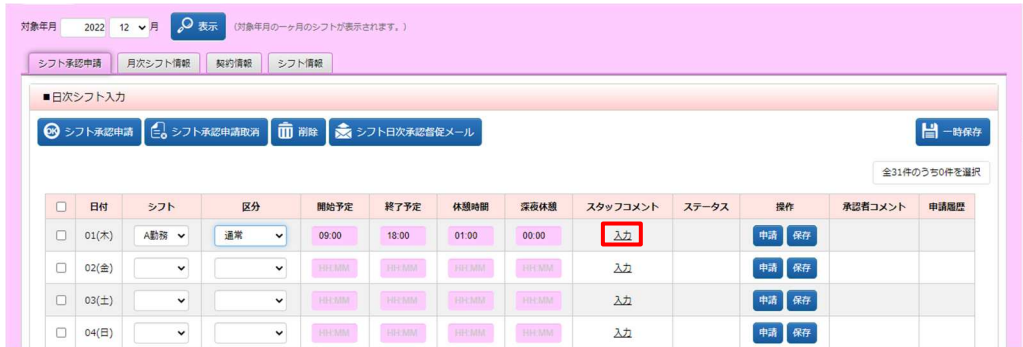 対象年月 2022 12 月 表示 (対象年月の一ヶ月のシフトが表示されます。)
シフト承認申請 月次シフト情報 契約情報 シフト情報
■日次シフト入力
OK シフト承認申請 シフト承認申請取消 削除 シフト日次承認督促メール 一時保存
全31件のうち0件を選択
日付 シフト 区分 開始予定 終了予定 休憩時間 深夜休憩 スタッフコメント ステータス 操作 承認者コメント 申請履歴
01(木) A勤務 通常 09:00 18:00 01:00 00:00 入力 申請 保存
02(金) HH:MM HH:MM HH:MM HH:MM 入力 申請 保存
03(土) HH:MM HH:MM HH:MM HH:MM 入力 申請 保存
04(日) HH:MM HH:MM HH:MM HH:MM 入力 申請 保存